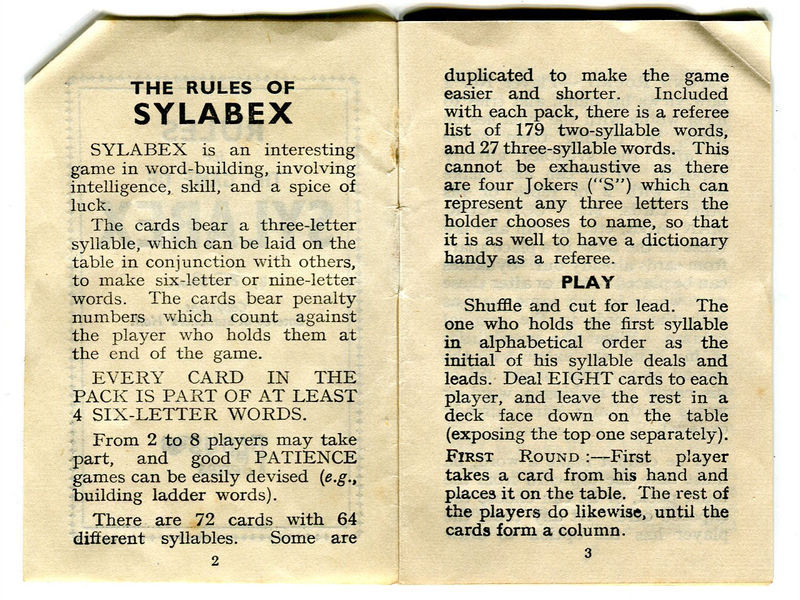 THE RULES OF
SYLABEX
SYLABEX is an interesting
game in word-building, involving
intelligence, skill, and a spice of
luck.
The cards bear a three-letter
syllable, which can be laid on the
table in conjunction with others,
to make six-letter or nine-letter
words. The cards bear penalty
numbers which count against
the player who holds them at
the end of the game.
EVERY CARD IN THE
PACK IS PART OF AT LEAST
4 SIX-LETTER WORDS.
From 2 to 8 players may take
part, and good PATIENCE
games can be easily devised (e.g.,
building ladder words).
There are 72 cards with 64
different syllables. Some are
2
duplicated to make the game
easier and shorter. Included
with each pack, there is a referee
list of 179 two-syllable words,
and 27 three-syllable words. This
cannot be exhaustive as there
are four Jokers ("S") which can
represent any three letters the
holder chooses to name, so that
it is as well to have a dictionary
handy as a referee.
PLAY
Shuffle and cut for lead. The
one who holds the first syllable
in alphabetical order as the
initial of his syllable deals and
leads. Deal EIGHT cards to each
player, and leave the rest in a
deck face down on the table
(exposing the top one separately).
FIRST ROUND:—First player
takes a card from his hand and
places it on the table. The rest of
the players do likewise, until the
cards form a column.
3